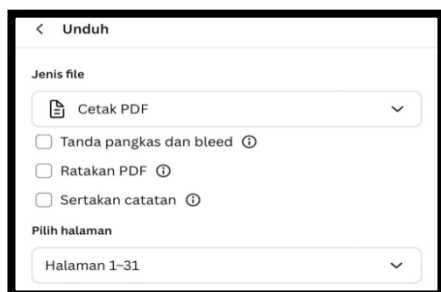 Unduh
Jenis file
Cetak PDF
Tanda pangkas dan bleed
Ratakan PDF
Sertakan catatan
Pilih halaman
Halaman 1–31